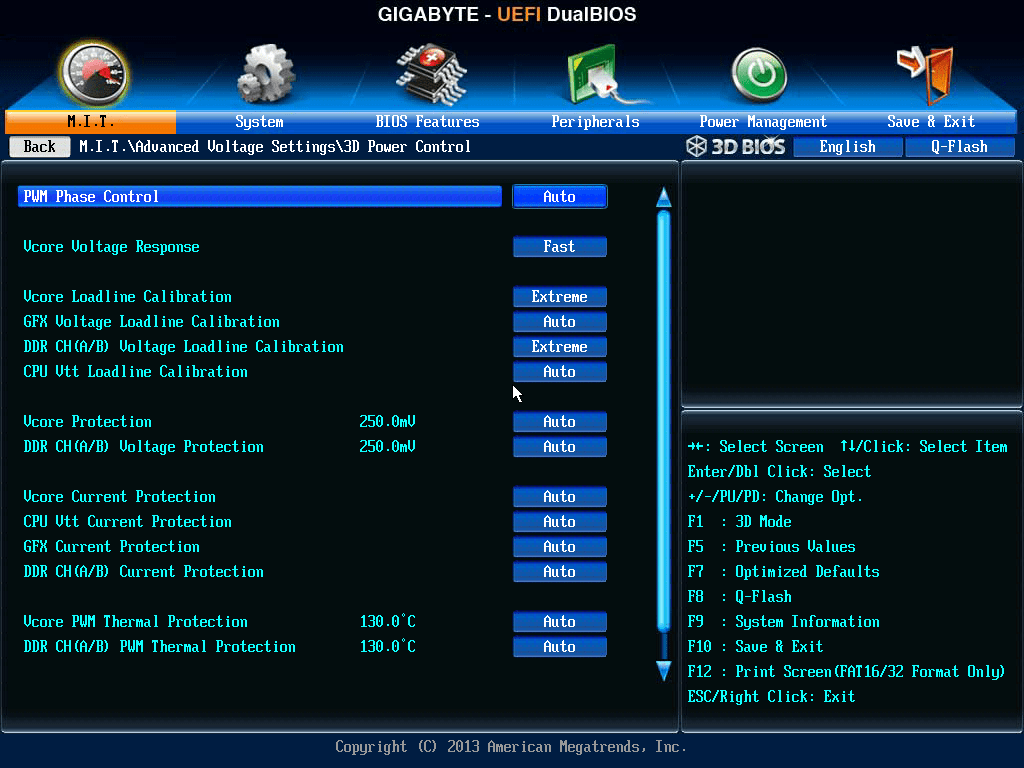 GIGABYTE - UEFI DualBIOS
M.I.T. System BIOS Features Peripherals Power Management Save & Exit
Back M.I.T.\Advanced Voltage Settings\3D Power Control 3D BIOS English Q-Flash
PWM Phase Control Auto
Vcore Voltage Response Fast
Vcore Loadline Calibration Extreme
GFX Voltage Loadline Calibration Auto
DDR CH(A/B) Voltage Loadline Calibration Extreme
CPU Vtt Loadline Calibration Auto
Vcore Protection 250.0mV Auto
DDR CH(A/B) Voltage Protection 250.0mV Auto
Vcore Current Protection Auto
CPU Vtt Current Protection Auto
GFX Current Protection Auto
DDR CH(A/B) Current Protection Auto
Vcore PWM Thermal Protection 130.0°C Auto
DDR CH(A/B) PWM Thermal Protection 130.0°C Auto
→←: Select Screen ↑↓/Click: Select Item
Enter/Dbl Click: Select
+/-/PU/PD: Change Opt.
F1 : 3D Mode
F5 : Previous Values
F7 : Optimized Defaults
F8 : Q-Flash
F9 : System Information
F10 : Save & Exit
F12 : Print Screen(FAT16/32 Format Only)
ESC/Right Click: Exit
Copyright (C) 2013 American Megatrends, Inc.